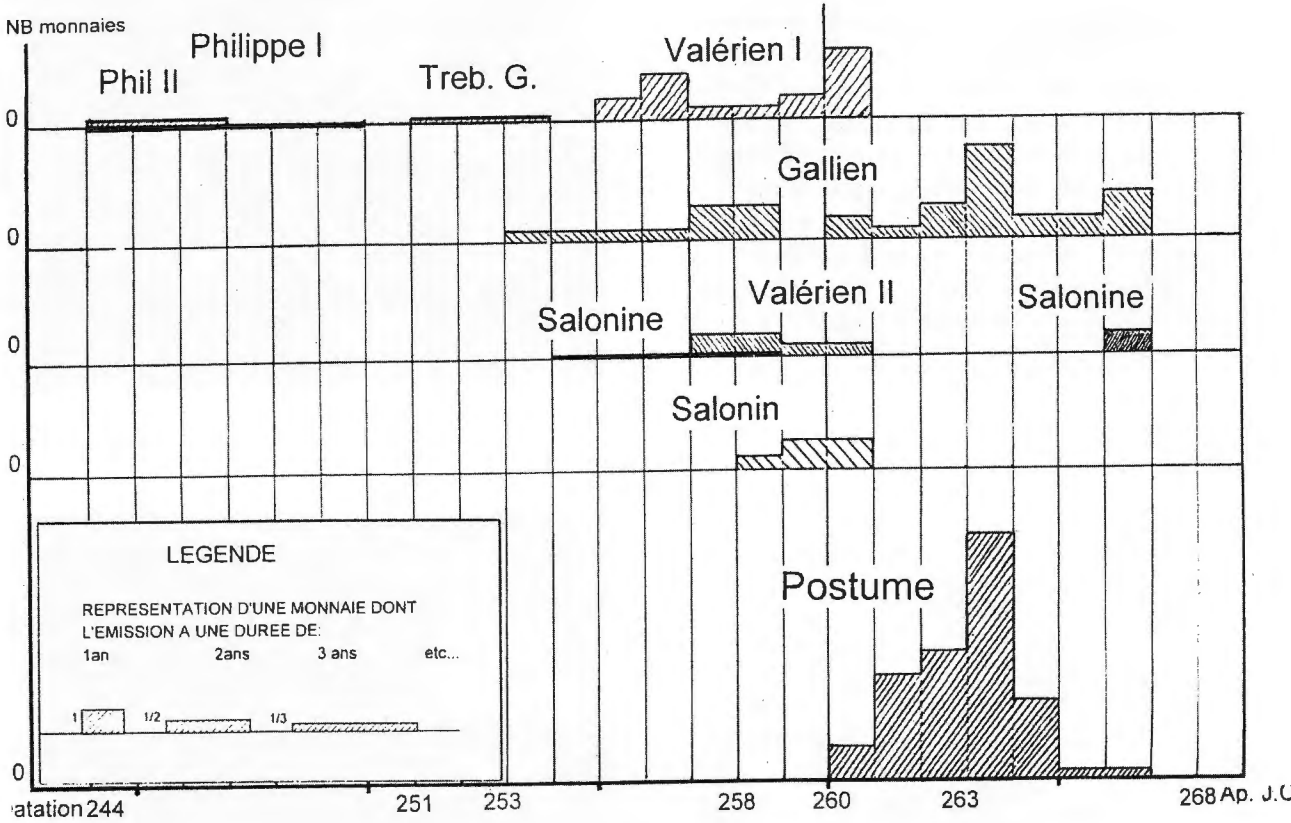 NB monnaies
Philippe I
Valérien I
Phil II
Treb. G.
0
Gallien
0
Valérien II
Salonine
Salonine
0
Salonin
0
LEGENDE
Postume
REPRESENTATION D'UNE MONNAIE DONT
L'EMISSION A UNE DUREE DE:
1an 2ans 3 ans etc...
1 1/2 1/3
0
atation 244 251 253 258 260 263 268 Ap. J.C